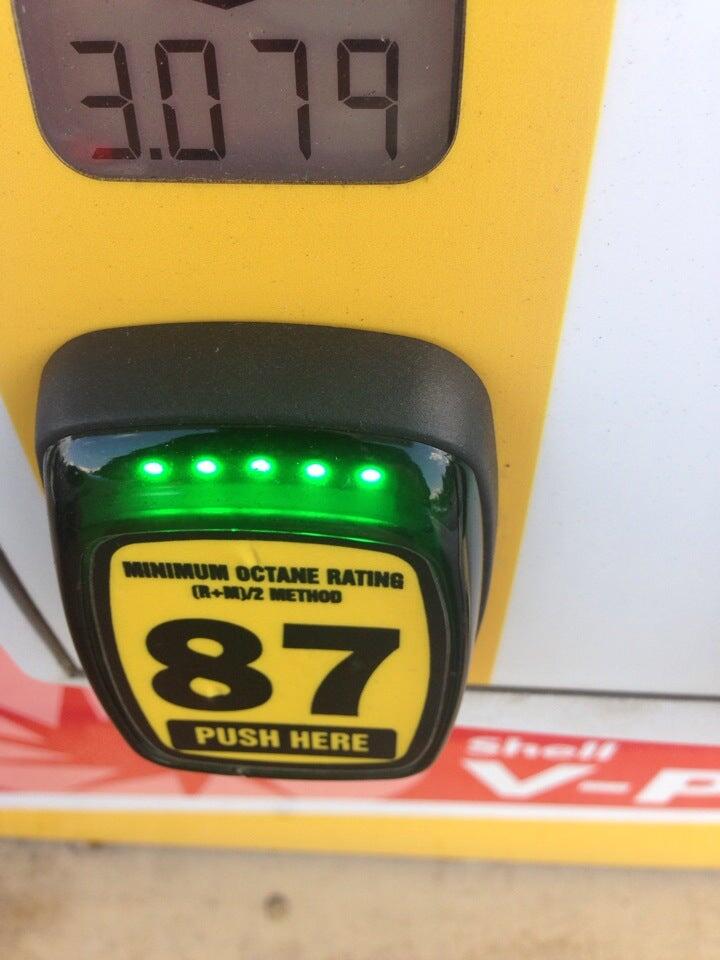 3.079
MINIMUM OCTANE RATING
(R+M)/2 METHOD
87
PUSH HERE
Shell
V-P